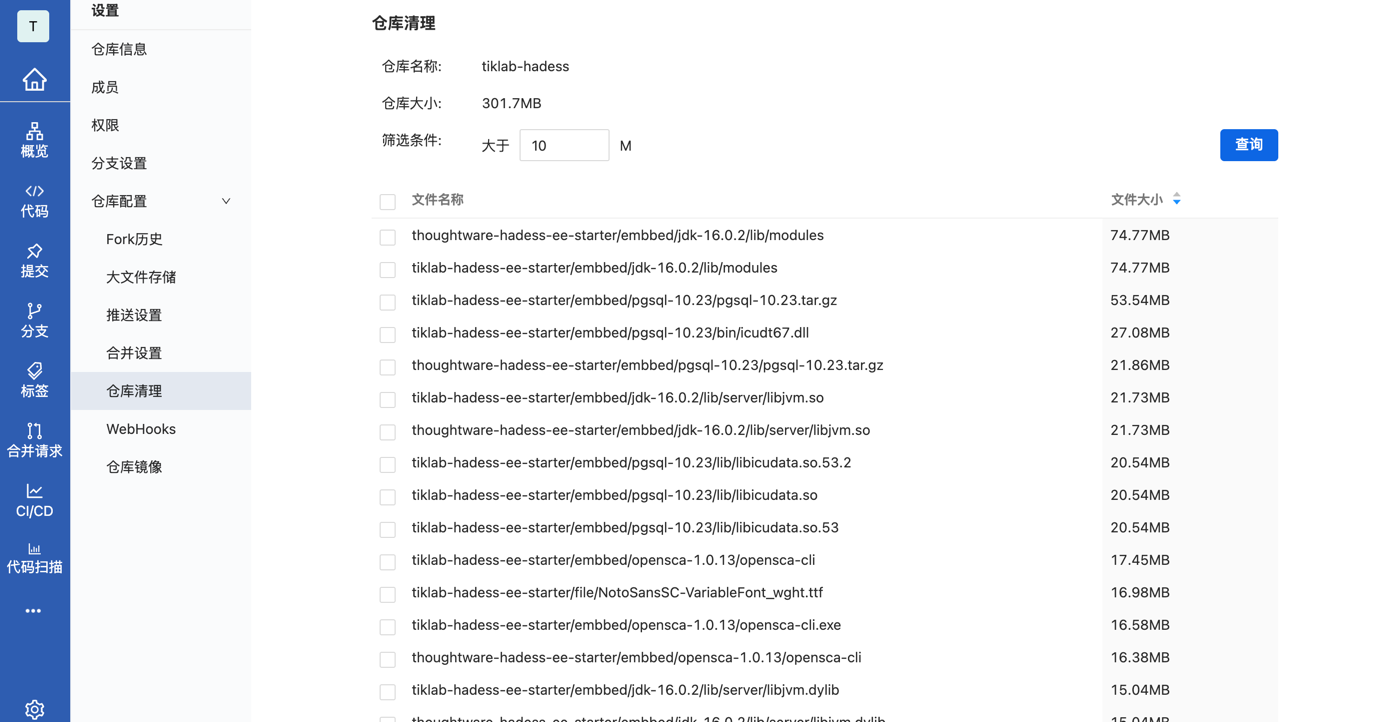 T
概览
代码
提交
分支
标签
合并请求
CI/CD
代码扫描
设置
仓库信息
成员
权限
分支设置
仓库配置
Fork历史
大文件存储
推送设置
合并设置
仓库清理
WebHooks
仓库镜像
仓库清理
仓库名称: tiklab-hadess
仓库大小: 301.7MB
筛选条件: 大于 10 M 查询
文件名称 文件大小
thoughtware-hadess-ee-starter/embbed/jdk-16.0.2/lib/modules 74.77MB
tiklab-hadess-ee-starter/embbed/jdk-16.0.2/lib/modules 74.77MB
tiklab-hadess-ee-starter/embbed/pgsql-10.23/pgsql-10.23.tar.gz 53.54MB
tiklab-hadess-ee-starter/embbed/pgsql-10.23/bin/icudt67.dll 27.08MB
thoughtware-hadess-ee-starter/embbed/pgsql-10.23/pgsql-10.23.tar.gz 21.86MB
tiklab-hadess-ee-starter/embbed/jdk-16.0.2/lib/server/libjvm.so 21.73MB
thoughtware-hadess-ee-starter/embbed/jdk-16.0.2/lib/server/libjvm.so 21.73MB
tiklab-hadess-ee-starter/embbed/pgsql-10.23/lib/libicudata.so.53.2 20.54MB
tiklab-hadess-ee-starter/embbed/pgsql-10.23/lib/libicudata.so 20.54MB
tiklab-hadess-ee-starter/embbed/pgsql-10.23/lib/libicudata.so.53 20.54MB
tiklab-hadess-ee-starter/embbed/opensca-1.0.13/opensca-cli 17.45MB
tiklab-hadess-ee-starter/file/NotoSansSC-VariableFont_wght.ttf 16.98MB
tiklab-hadess-ee-starter/embbed/opensca-1.0.13/opensca-cli.exe 16.58MB
thoughtware-hadess-ee-starter/embbed/opensca-1.0.13/opensca-cli 16.38MB
tiklab-hadess-ee-starter/embbed/jdk-16.0.2/lib/server/libjvm.dylib 15.04MB
thoughtware-hadess-ee-starter/embbed/jdk-16.0.2/lib/server/libjvm.dylib 15.04MB